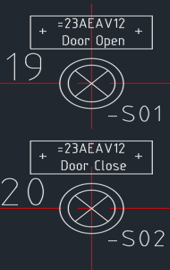 + =23AEAV12 +
Door Open
19
-S01
+ =23AEAV12 +
Door Close
20
-S02